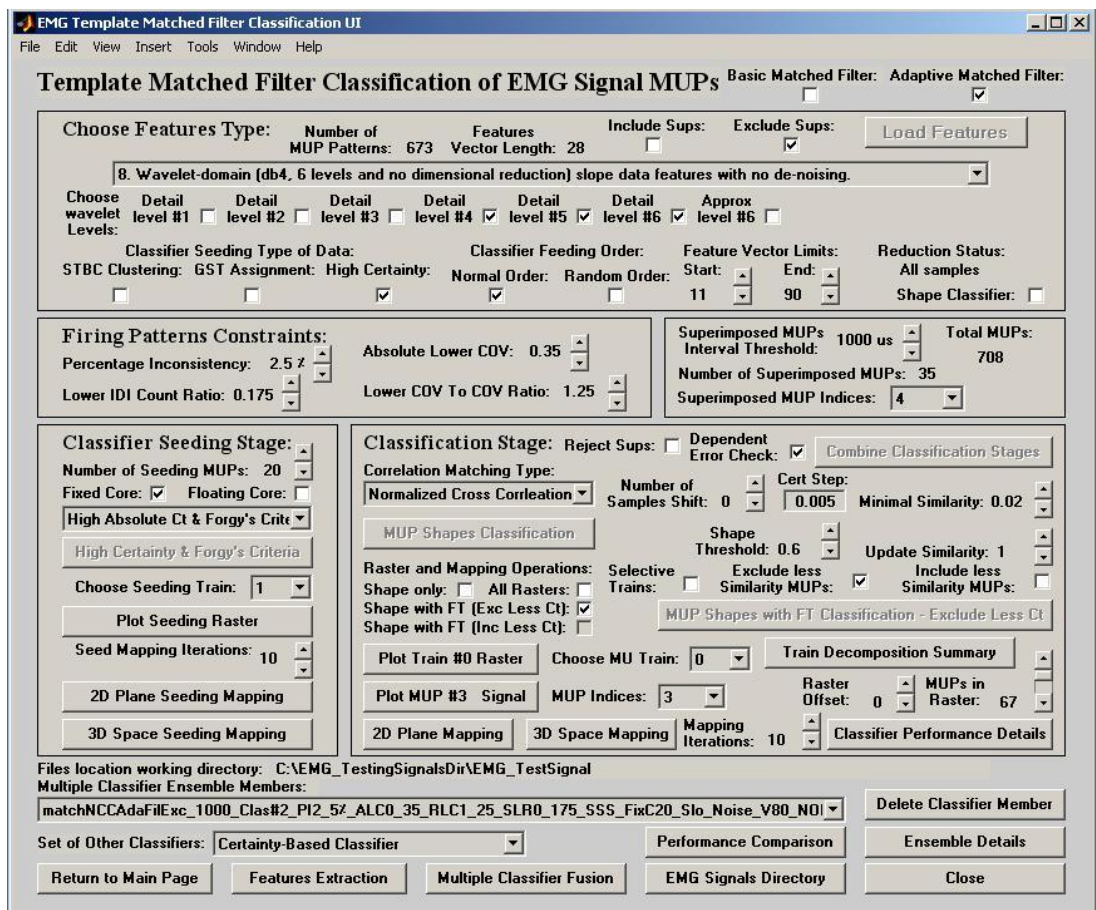 EMG Template Matched Filter Classification UI
File Edit View Insert Tools Window Help
Template Matched Filter Classification of EMG Signal MUPs Basic Matched Filter: Adaptive Matched Filter:
Choose Features Type: Number of MUP Patterns: 673 Features Vector Length: 28 Include Sups: Exclude Sups: Load Features
8. Wavelet-domain (db4, 6 levels and no dimensional reduction) slope data features with no de-noising.
Choose wavelet Levels: Detail level #1 Detail level #2 Detail level #3 Detail level #4 Detail level #5 Detail level #6 Approx level #6
Classifier Seeding Type of Data: Classifier Feeding Order: Feature Vector Limits: Reduction Status:
STBC Clustering: GST Assignment: High Certainty: Normal Order: Random Order: Start: End: All samples
11 90 Shape Classifier:
Firing Patterns Constraints:
Percentage Inconsistency: 2.5 % Absolute Lower COV: 0.35
Lower IDI Count Ratio: 0.175 Lower COV To COV Ratio: 1.25
Superimposed MUPs Interval Threshold: 1000 us Total MUPs: 708
Number of Superimposed MUPs: 35
Superimposed MUP Indices: 4
Classifier Seeding Stage:
Number of Seeding MUPs: 20
Fixed Core: Floating Core:
High Absolute Ct & Forgy's Crite
High Certainty & Forgy's Criteria
Choose Seeding Train: 1
Plot Seeding Raster
Seed Mapping Iterations: 10
2D Plane Seeding Mapping
3D Space Seeding Mapping
Classification Stage: Reject Sups: Dependent Error Check: Combine Classification Stages
Correlation Matching Type:
Normalized Cross Corrleation Number of Samples Shift: 0 Cert Step: 0.005 Minimal Similarity: 0.02
MUP Shapes Classification Shape Threshold: 0.6 Update Similarity: 1
Raster and Mapping Operations: Selective Trains: Exclude less Similarity MUPs: Include less Similarity MUPs:
Shape only: All Rasters:
Shape with FT (Exc Less Ct): MUP Shapes with FT Classification - Exclude Less Ct
Shape with FT (Inc Less Ct):
Plot Train #0 Raster Choose MU Train: 0 Train Decomposition Summary
Plot MUP #3 Signal MUP Indices: 3 Raster Offset: 0 MUPs in Raster: 67
2D Plane Mapping 3D Space Mapping Mapping Iterations: 10 Classifier Performance Details
Files location working directory: C:\EMG_TestingSignalsDir\EMG_TestSignal
Multiple Classifier Ensemble Members:
matchNCCAdaFilExc_1000_Clas#2_PI2_5%_ALC0_35_RLC1_25_SLR0_175_SSS_FixC20_Slo_Noise_V80_NOI Delete Classifier Member
Set of Other Classifiers: Certainty-Based Classifier Performance Comparison Ensemble Details
Return to Main Page Features Extraction Multiple Classifier Fusion EMG Signals Directory Close